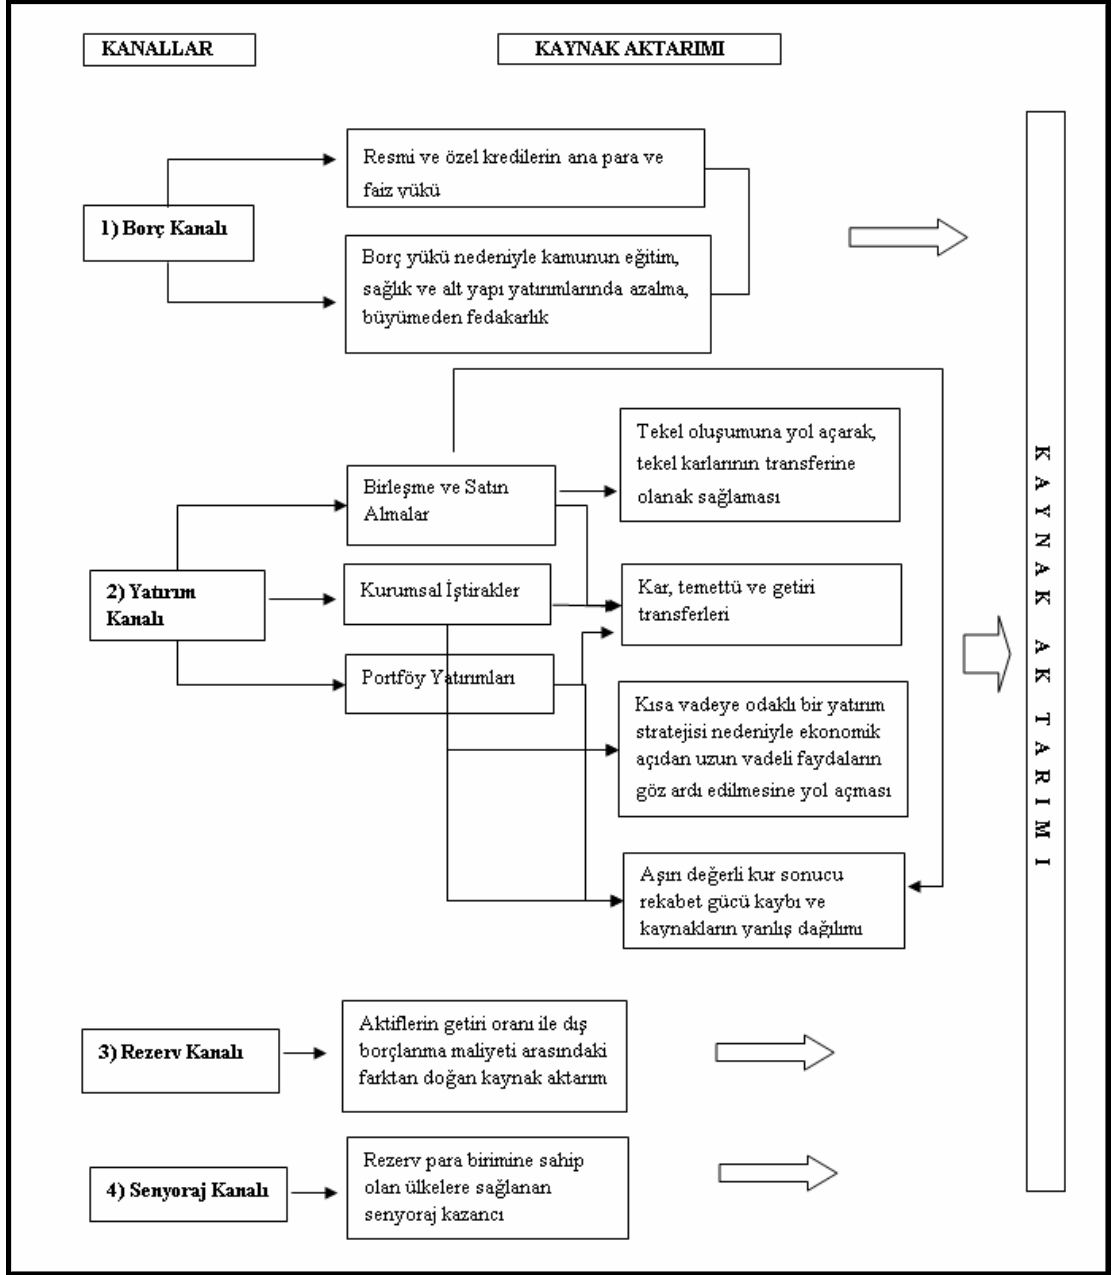 KANALLAR
KAYNAK AKTARIMI
Resmi ve özel kredilerin ana para ve
faiz yükü
1) Borç Kanalı
Borç yükü nedeniyle kamunun eğitim,
sağlık ve alt yapı yatırımlarında azalma,
büyümeden fedakarlık
Tekel oluşumuna yol açarak,
tekel karlarının transferine
olanak sağlaması
Birleşme ve Satın
Almalar
2) Yatırım
Kanalı
Kurumsal İştirakler
Kar, temettü ve getiri
transferleri
Portföy Yatırımları
Kısa vadeye odaklı bir yatırım
stratejisi nedeniyle ekonomik
açıdan uzun vadeli faydaların
göz ardı edilmesine yol açması
Aşırı değerli kur sonucu
rekabet gücü kaybı ve
kaynakların yanlış dağılımı
3) Rezerv Kanalı
Aktiflerin getiri oranı ile dış
borçlanma maliyeti arasındaki
farktan doğan kaynak aktarım
4) Senyoraj Kanalı
Rezerv para birimine sahip
olan ülkelere sağlanan
senyoraj kazancı
KAYNAK AK TARIMI